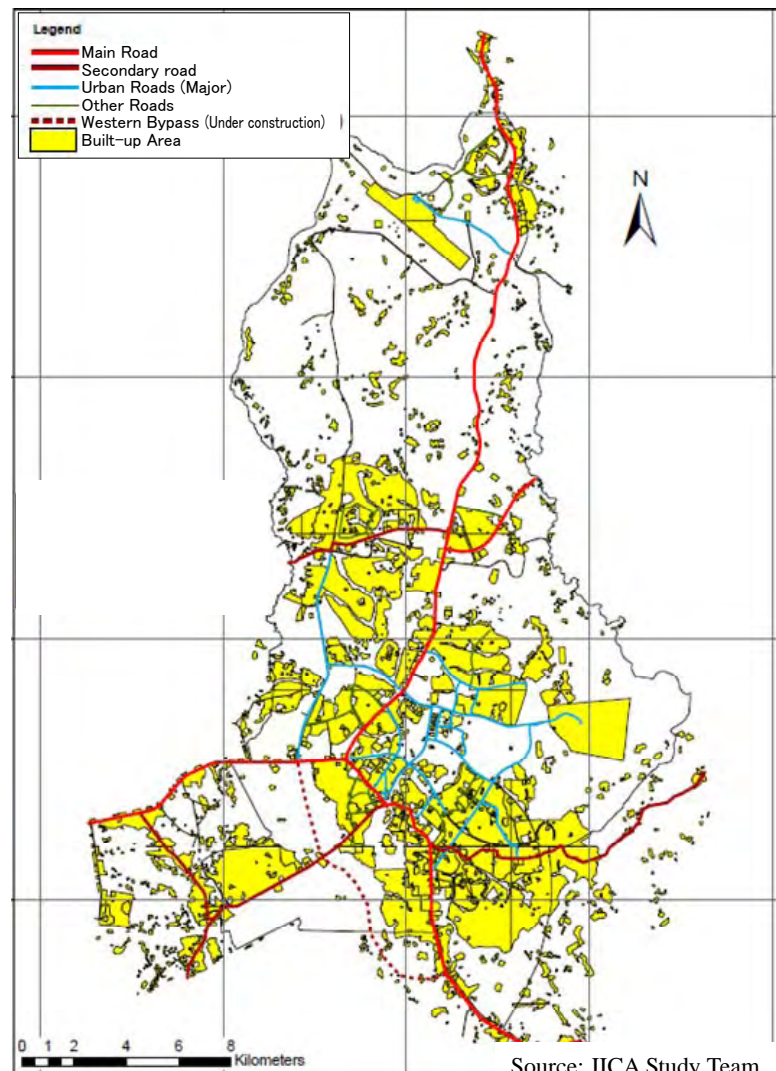 Legend
Main Road
Secondary road
Urban Roads (Major)
Other Roads
Western Bypass (Under construction) )
Built-up Area
N
0 1 2 4 6 8
Kilometers
Source: JICA Study Team